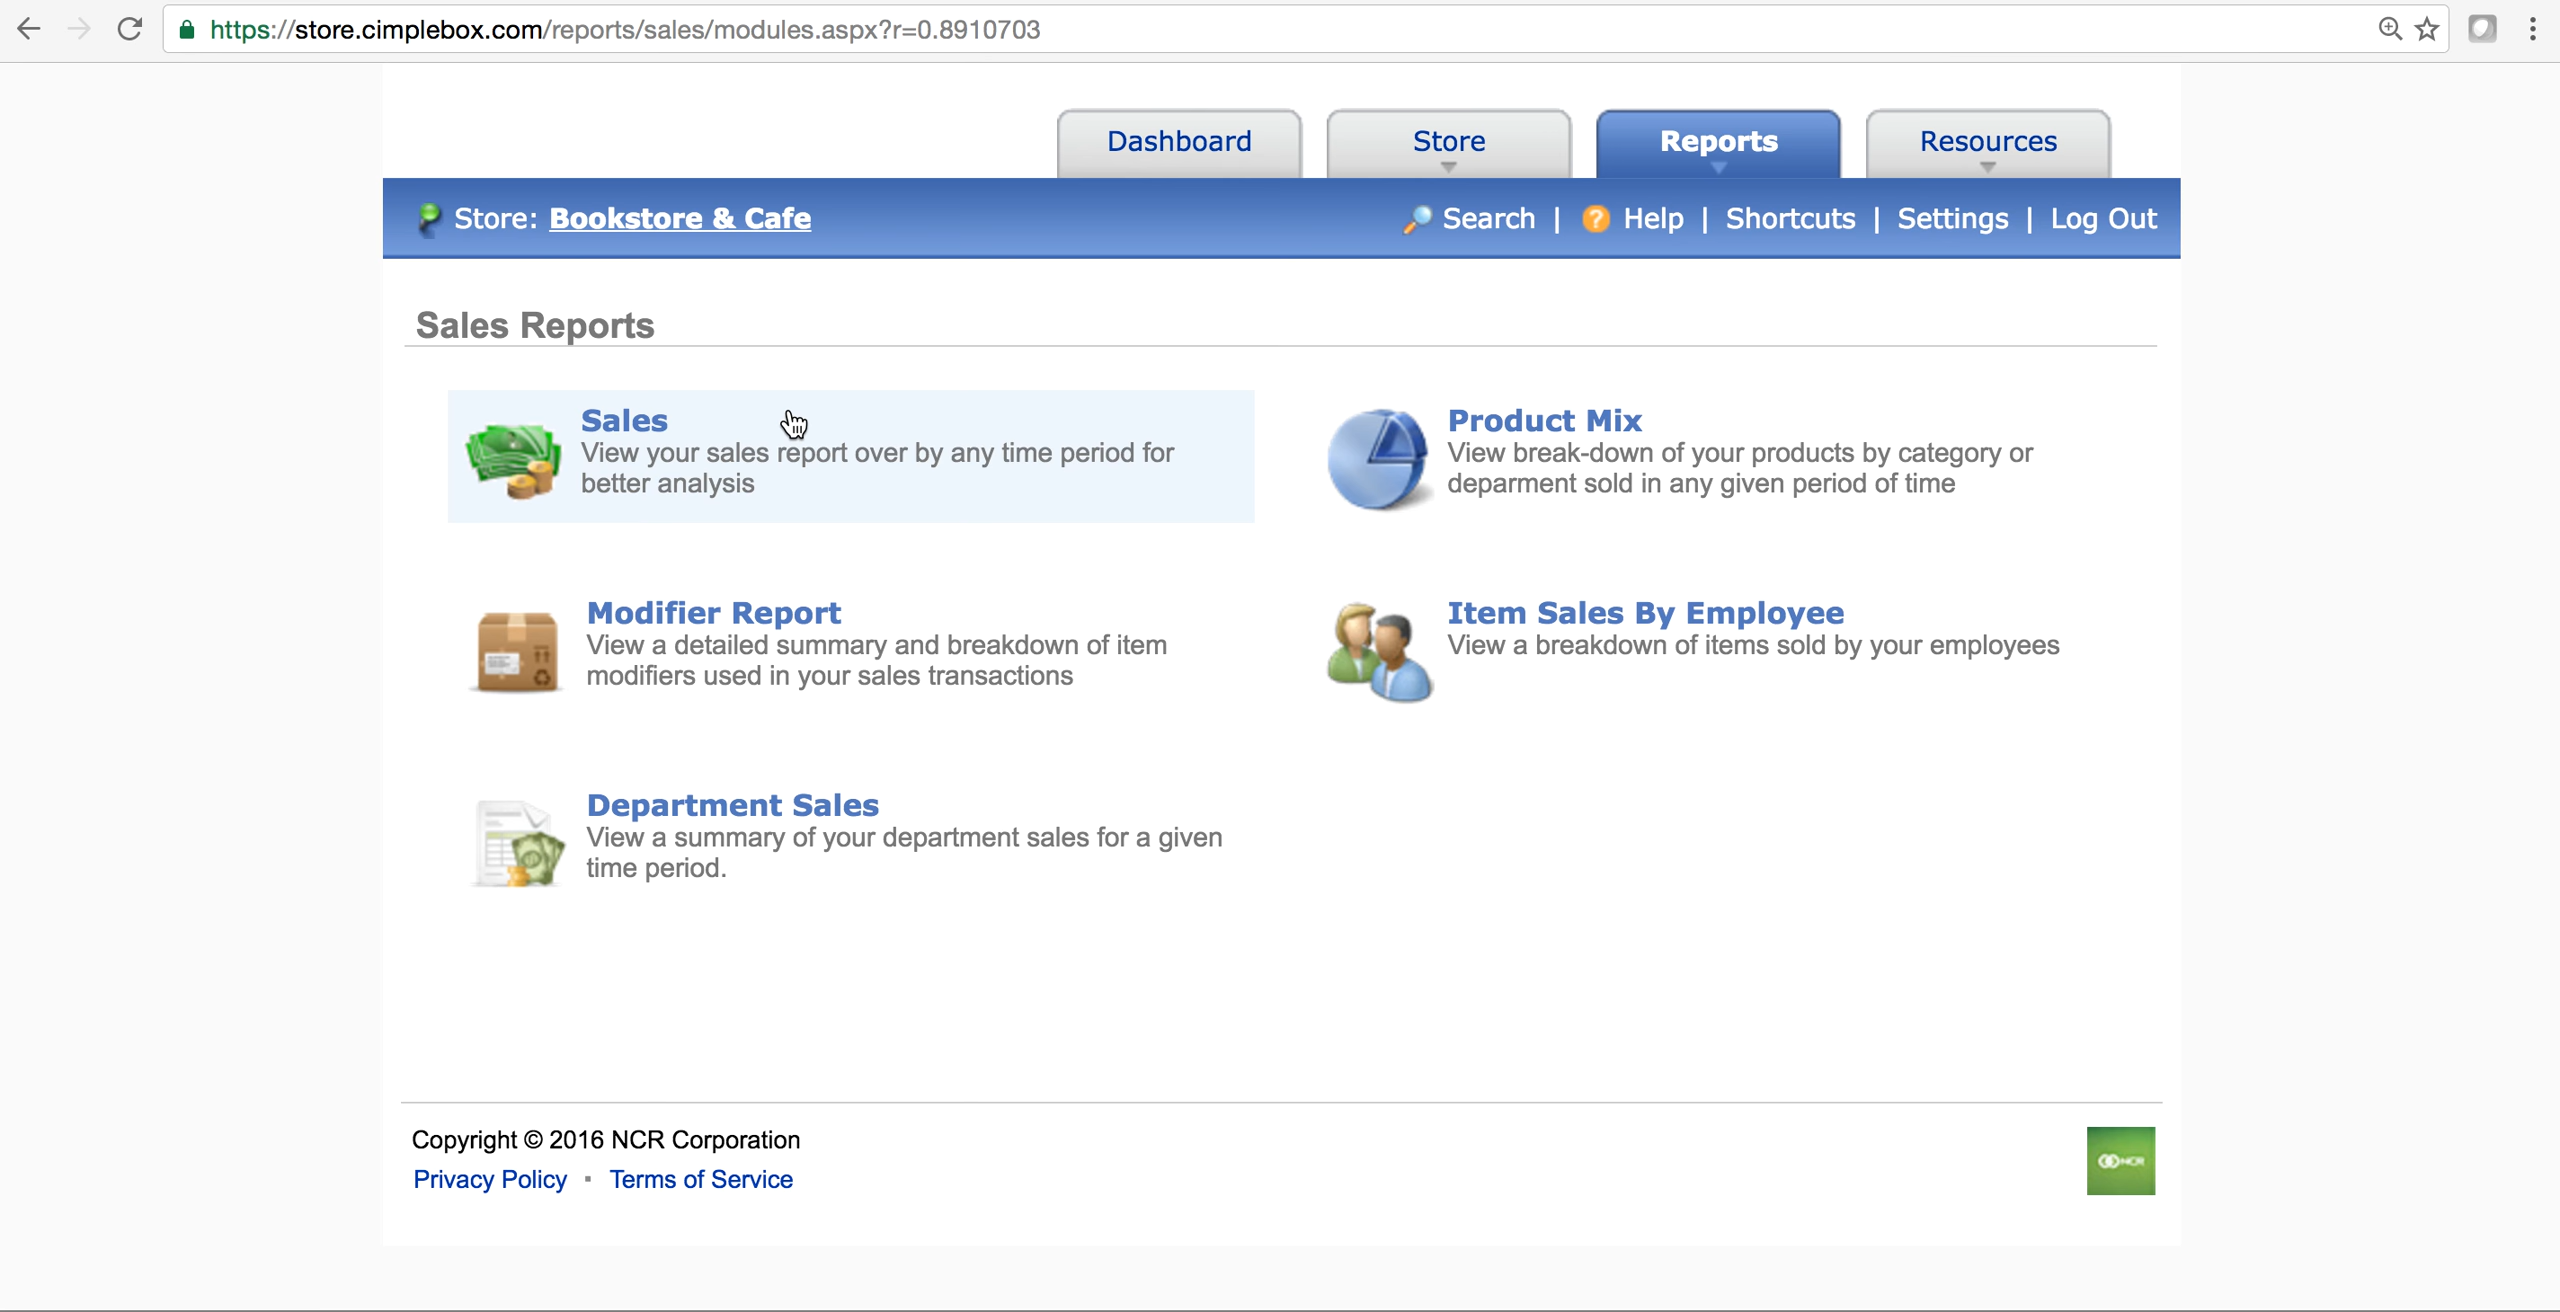 https://store.cimplebox.com/reports/sales/modules.aspx?r=0.8910703
Dashboard
Store
Reports
Resources
Store: Bookstore & Cafe
Search | ? Help | Shortcuts | Settings | Log Out
Sales Reports
Sales
View your sales report over by any time period for
better analysis
Product Mix
View break-down of your products by category or
deparment sold in any given period of time
Modifier Report
View a detailed summary and breakdown of item
modifiers used in your sales transactions
Item Sales By Employee
View a breakdown of items sold by your employees
Department Sales
View a summary of your department sales for a given
time period.
Copyright © 2016 NCR Corporation
Privacy Policy ▪ Terms of Service
NCR